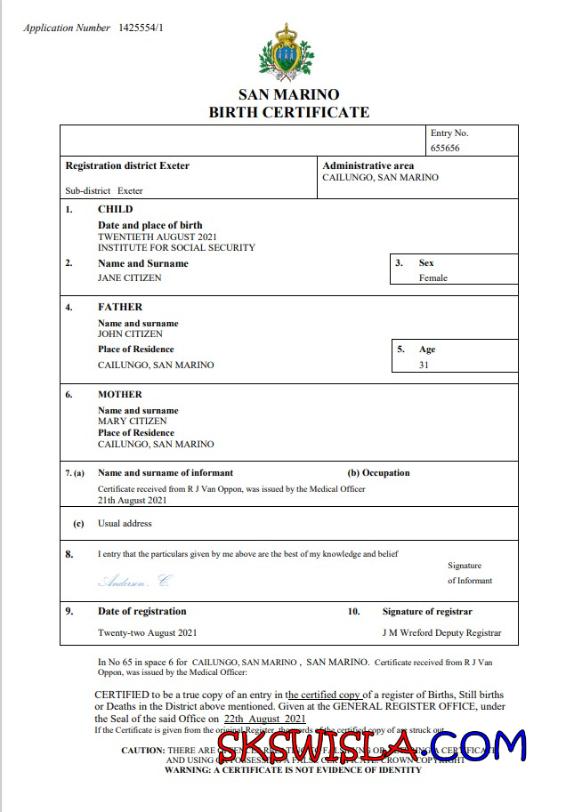 Application Number 1425554/1
SAN MARINO
BIRTH CERTIFICATE
Entry No.
655656
Registration district Exeter
Administrative area
CAILUNGO, SAN MARINO
Sub-district Exeter
1. CHILD
Date and place of birth
TWENTIETH AUGUST 2021
INSTITUTE FOR SOCIAL SECURITY
2. Name and Surname
3. Sex
JANE CITIZEN
Female
4. FATHER
Name and surname
JOHN CITIZEN
Place of Residence
5. Age
CAILUNGO, SAN MARINO
31
6. MOTHER
Name and surname
MARY CITIZEN
Place of Residence
CAILUNGO, SAN MARINO
7. (a) Name and surname of informant (b) Occupation
Certificate received from R J Van Oppon, was issued by the Medical Officer
21th August 2021
(c) Usual address
8. I entry that the particulars given by me above are the best of my knowledge and belief
Signature
of Informant
Anderson. C
9. Date of registration 10. Signature of registrar
Twenty-two August 2021 J M Wreford Deputy Registrar
In No 65 in space 6 for CAILUNGO, SAN MARINO , SAN MARINO. Certificate received from R J Van
Oppon, was issued by the Medical Officer:
CERTIFIED to be a true copy of an entry in the certified copy of a register of Births, Still births
or Deaths in the District above mentioned. Given at the GENERAL REGISTER OFFICE, under
the Seal of the said Office on 22th August 2021
If the Certificate is given from the original Register, the words of the certified copy of are struck out.
SKSWISLA.COM
CAUTION: THERE ARE OR A CERTIFICATE
AND USING OR CROWN COPYRIGHT
WARNING: A CERTIFICATE IS NOT EVIDENCE OF IDENTITY